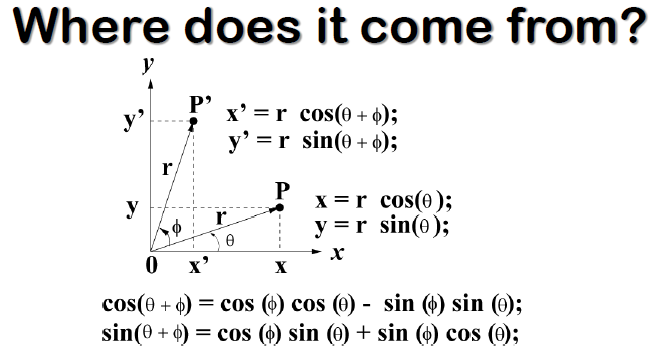 Where does it come from?
y
P'
y'
x' = r cos(θ + ϕ);
y' = r sin(θ + ϕ);
r
P
y
r
x = r cos(θ);
y = r sin(θ);
ϕ
θ
x
0
x'
x
cos(θ + ϕ) = cos (ϕ) cos (θ) - sin (ϕ) sin (θ);
sin(θ + ϕ) = cos (ϕ) sin (θ) + sin (ϕ) cos (θ);